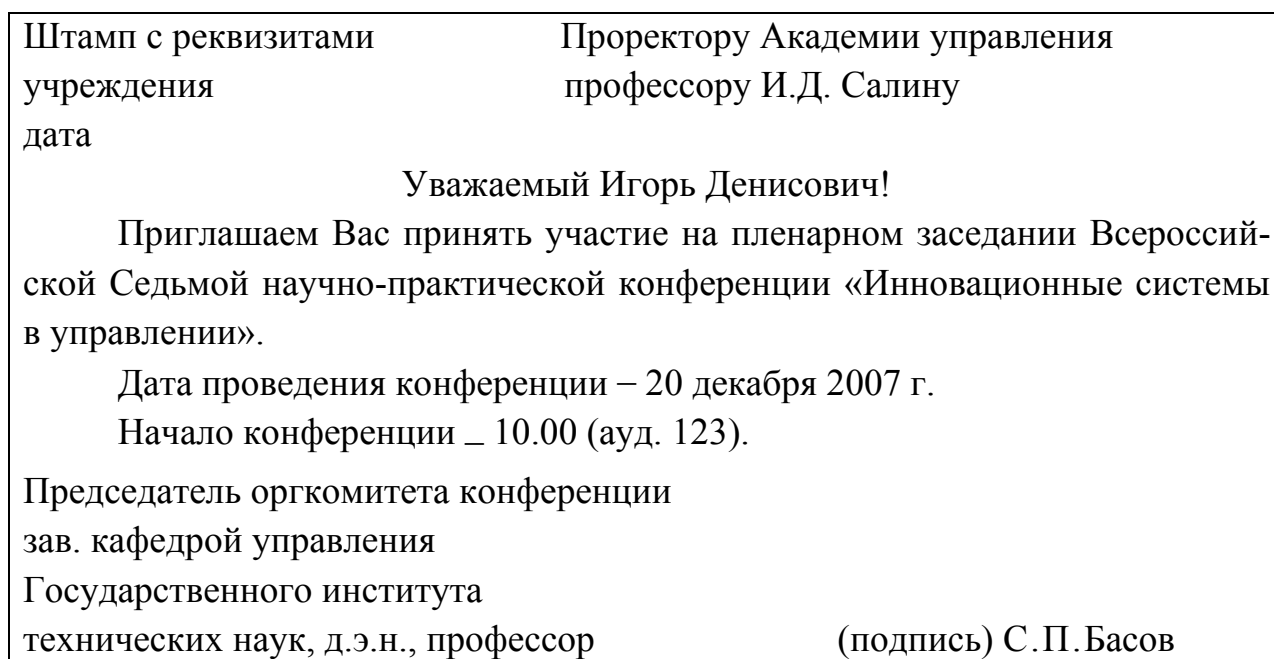 Штамп с реквизитами Проректору Академии управления
учреждения профессору И.Д. Салину
дата
Уважаемый Игорь Денисович!
Приглашаем Вас принять участие на пленарном заседании Всероссий-
ской Седьмой научно-практической конференции «Инновационные системы
в управлении».
Дата проведения конференции – 20 декабря 2007 г.
Начало конференции _ 10.00 (ауд. 123).
Председатель оргкомитета конференции
зав. кафедрой управления
Государственного института
технических наук, д.э.н., профессор (подпись) С.П.Басов